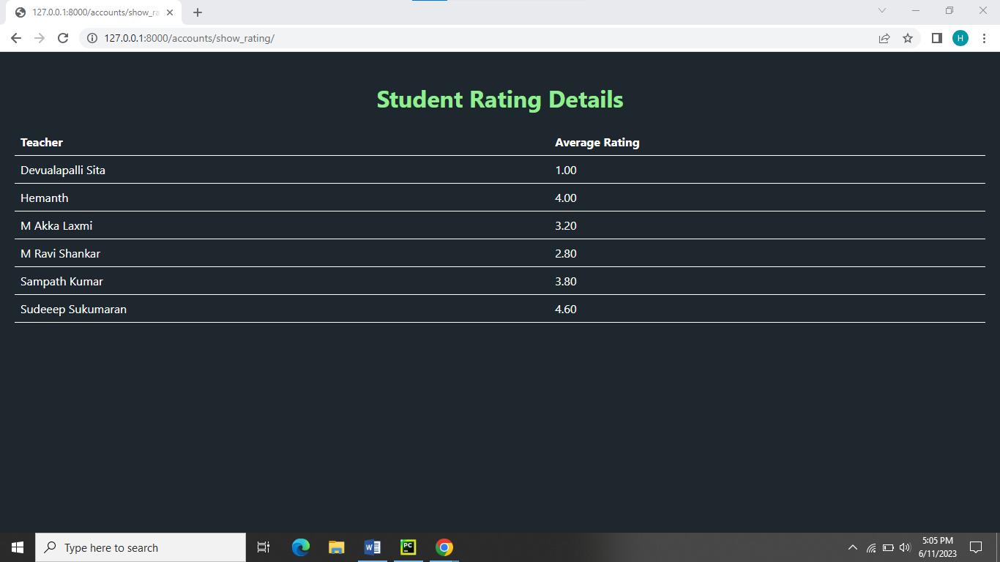 127.0.0.1:8000/accounts/show_ra
127.0.0.1:8000/accounts/show_rating/
H
Student Rating Details
Teacher Average Rating
Devualapalli Sita 1.00
Hemanth 4.00
M Akka Laxmi 3.20
M Ravi Shankar 2.80
Sampath Kumar 3.80
Sudeeep Sukumaran 4.60
Type here to search
W
PC
5:05 PM
6/11/2023